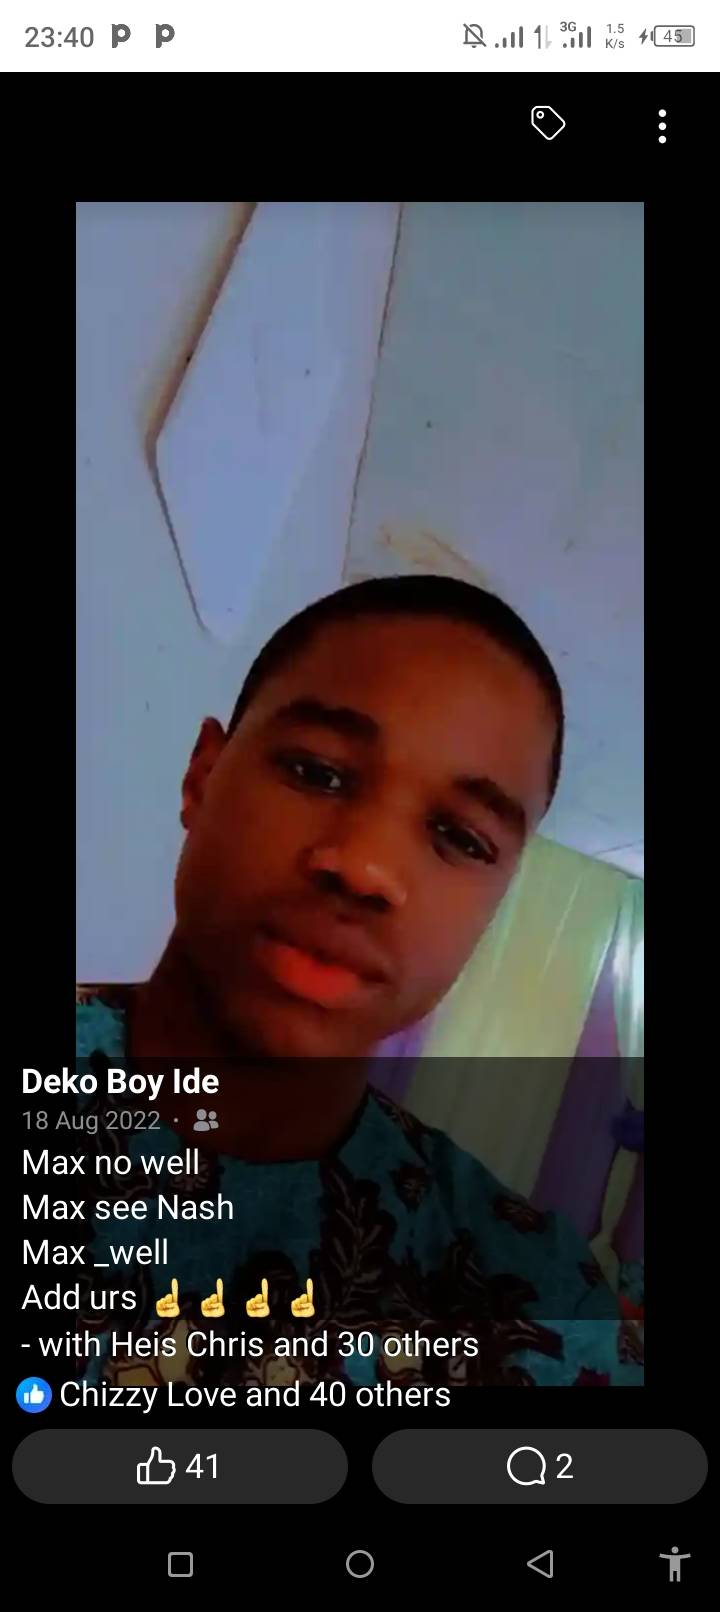 23:40
3G
1.5
K/s
45
Deko Boy Ide
18 Aug 2022 ·
Max no well
Max see Nash
Max _well
Add urs ☝️☝️☝️☝️
- with Heis Chris and 30 others
Chizzy Love and 40 others
41
2